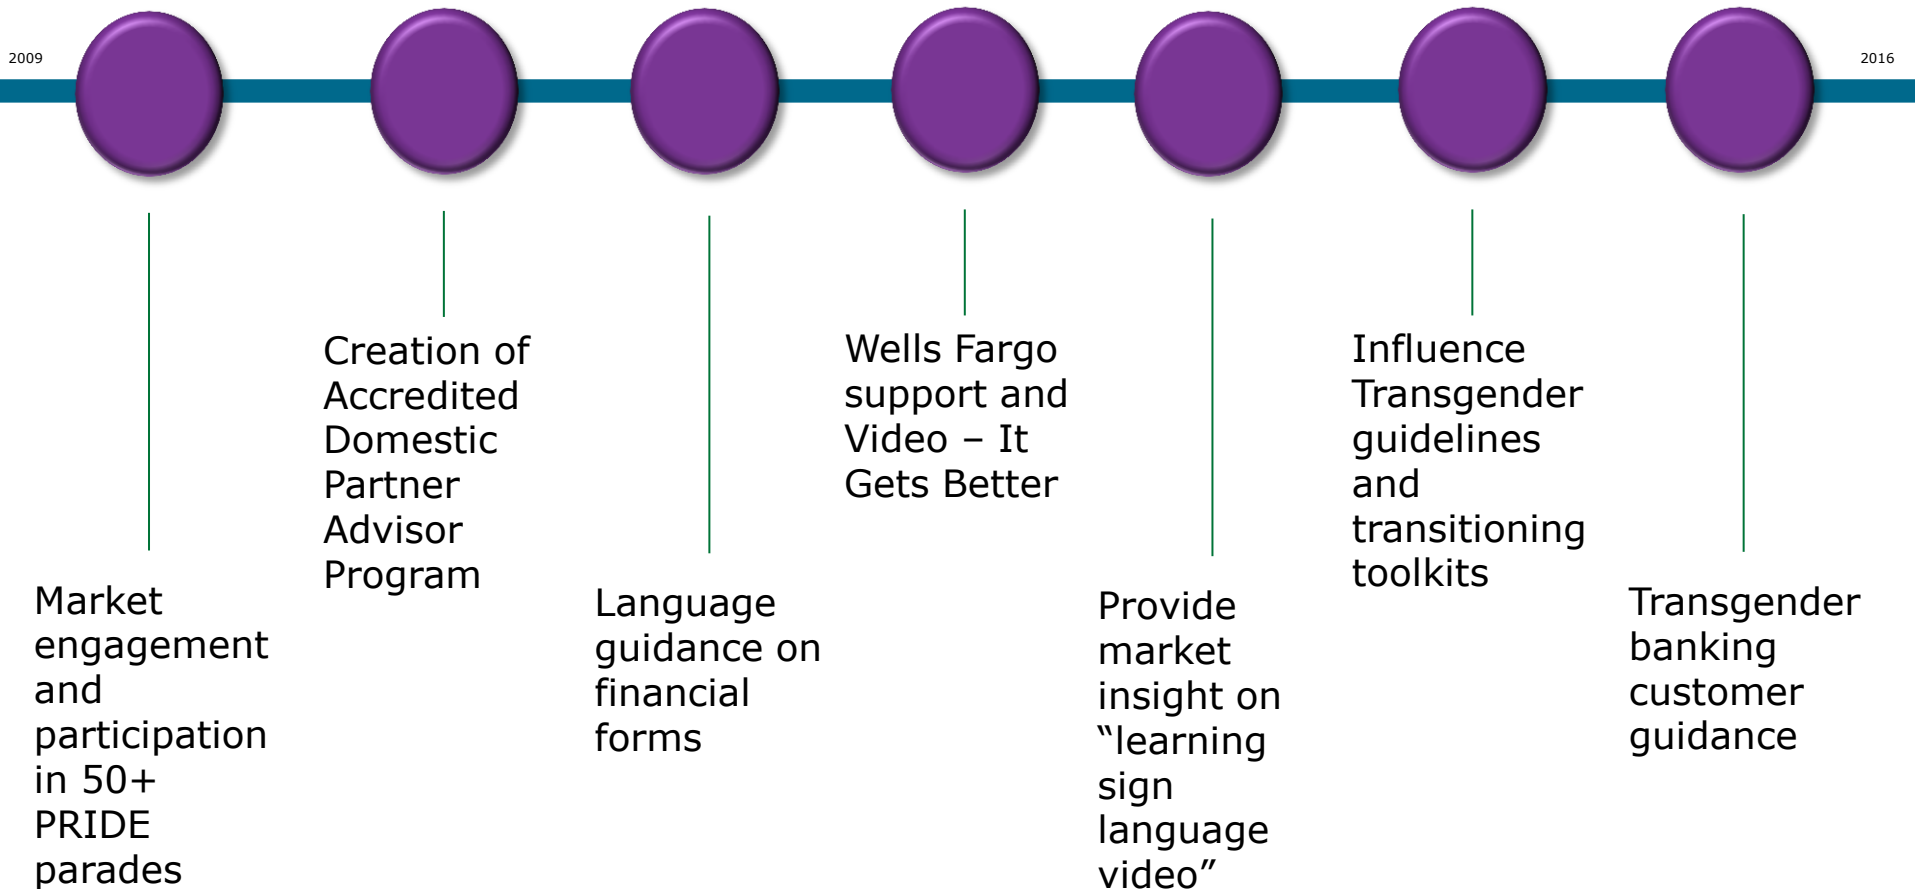 2009
2016
Market
engagement
and
participation
in 50+
PRIDE
parades
Creation of
Accredited
Domestic
Partner
Advisor
Program
Language
guidance on
financial
forms
Wells Fargo
support and
Video – It
Gets Better
Provide
market
insight on
“learning
sign
language
video”
Influence
Transgender
guidelines
and
transitioning
toolkits
Transgender
banking
customer
guidance